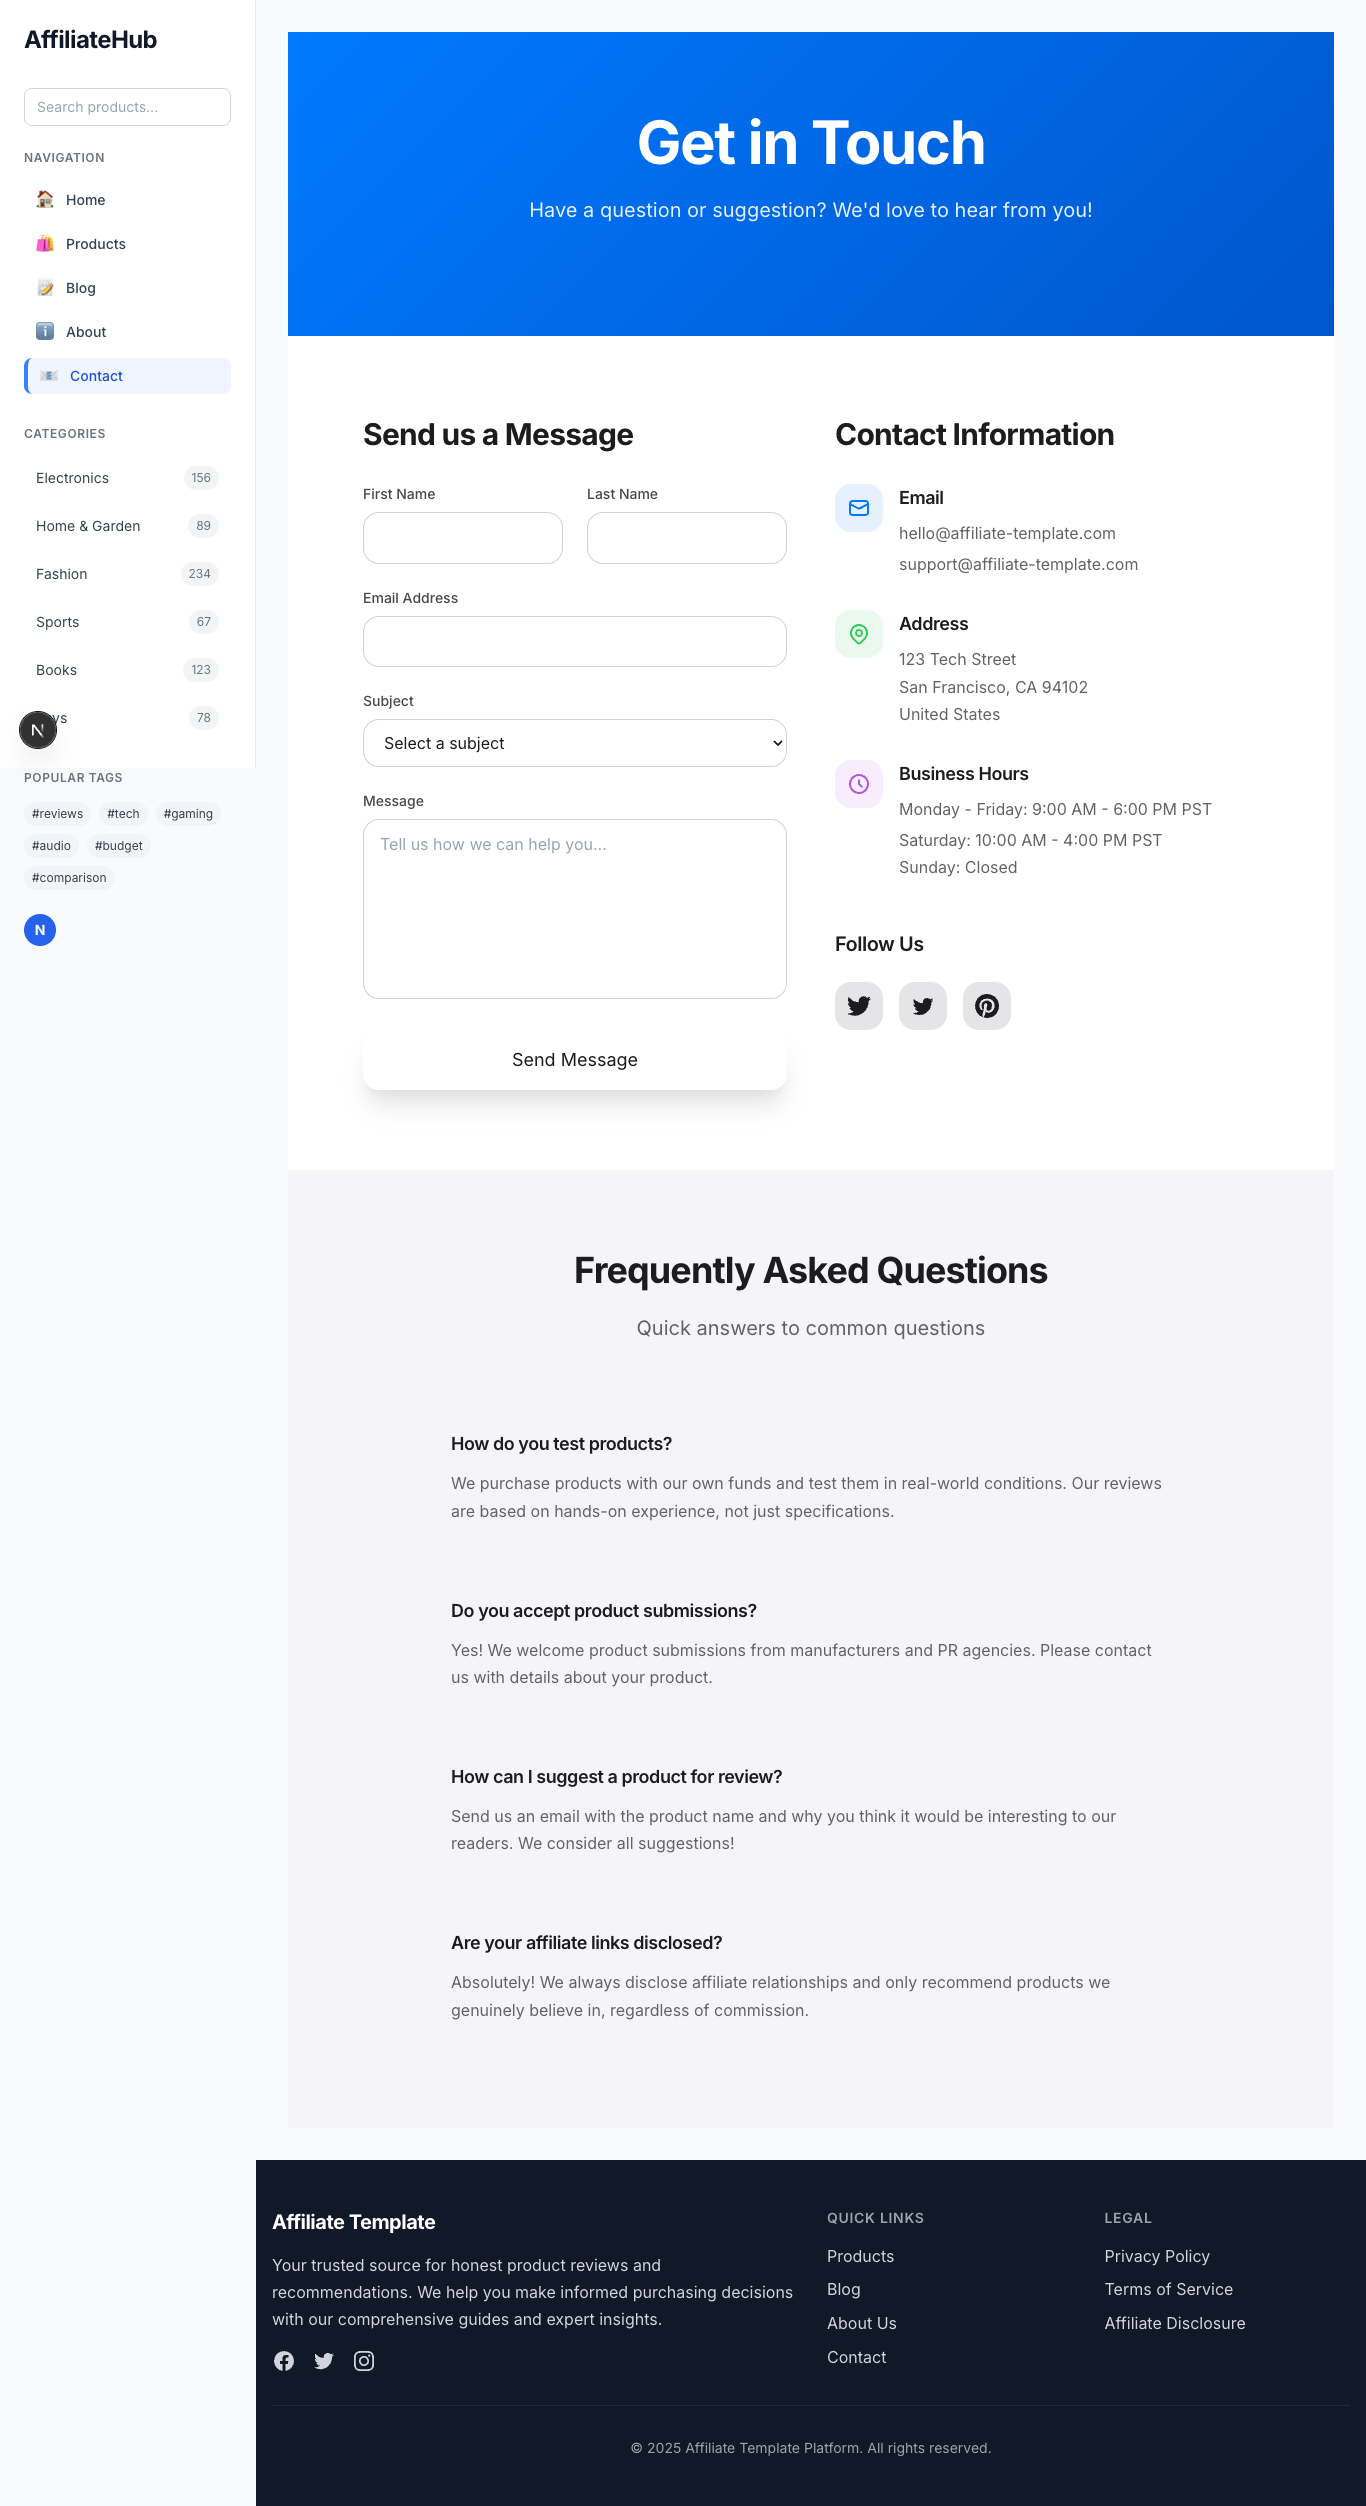 AffiliateHub
Search products...
NAVIGATION
Home
Products
Blog
About
Contact
CATEGORIES
Electronics 156
Home & Garden 89
Fashion 234
Sports 67
Books 123
ys 78
N
POPULAR TAGS
#reviews #tech #gaming
#audio #budget
#comparison
N
Get in Touch
Have a question or suggestion? We'd love to hear from you!
Send us a Message
First Name Last Name
Email Address
Subject
Select a subject
Message
Tell us how we can help you...
Send Message
Contact Information
Email
hello@affiliate-template.com
support@affiliate-template.com
Address
123 Tech Street
San Francisco, CA 94102
United States
Business Hours
Monday - Friday: 9:00 AM - 6:00 PM PST
Saturday: 10:00 AM - 4:00 PM PST
Sunday: Closed
Follow Us
Frequently Asked Questions
Quick answers to common questions
How do you test products?
We purchase products with our own funds and test them in real-world conditions. Our reviews
are based on hands-on experience, not just specifications.
Do you accept product submissions?
Yes! We welcome product submissions from manufacturers and PR agencies. Please contact
us with details about your product.
How can I suggest a product for review?
Send us an email with the product name and why you think it would be interesting to our
readers. We consider all suggestions!
Are your affiliate links disclosed?
Absolutely! We always disclose affiliate relationships and only recommend products we
genuinely believe in, regardless of commission.
Affiliate Template
Your trusted source for honest product reviews and
recommendations. We help you make informed purchasing decisions
with our comprehensive guides and expert insights.
QUICK LINKS
Products
Blog
About Us
Contact
LEGAL
Privacy Policy
Terms of Service
Affiliate Disclosure
© 2025 Affiliate Template Platform. All rights reserved.